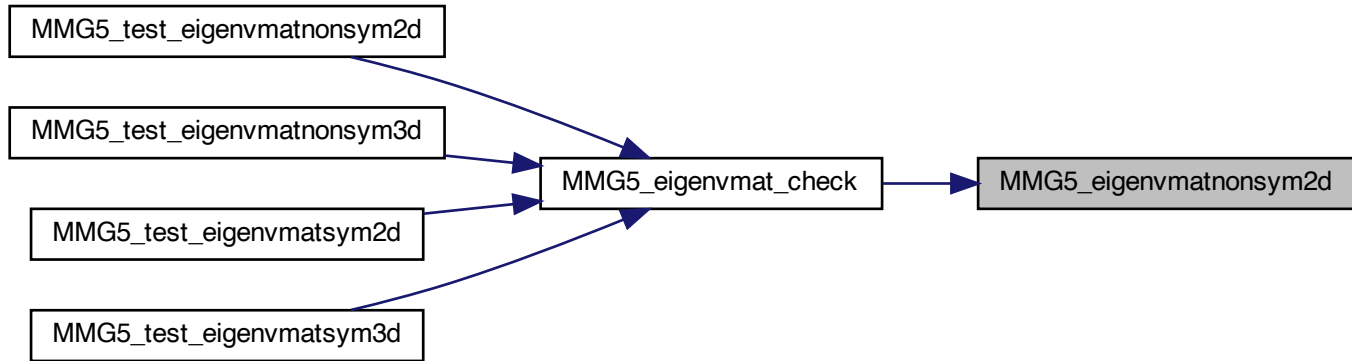 MMG5_test_eigenvmatnonsym2d
MMG5_test_eigenvmatnonsym3d
MMG5_eigenvmat_check
MMG5_eigenvmatnonsym2d
MMG5_test_eigenvmatsym2d
MMG5_test_eigenvmatsym3d